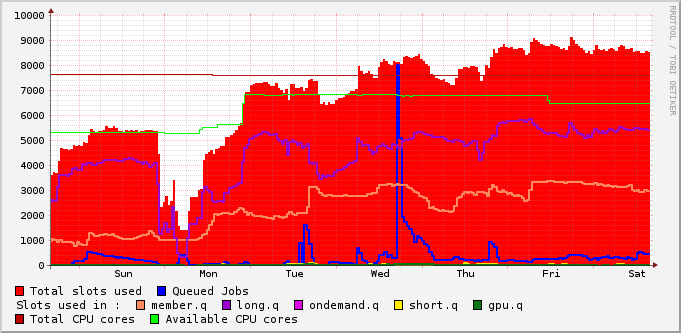 10000
9000
8000
7000
6000
5000
4000
3000
2000
1000
0
Sun Mon Tue Wed Thu Fri Sat
RRDTOOL / TOBI OETIKER
Total slots used Queued Jobs
Slots used in : member.q long.q ondemand.q short.q gpu.q
Total CPU cores Available CPU cores